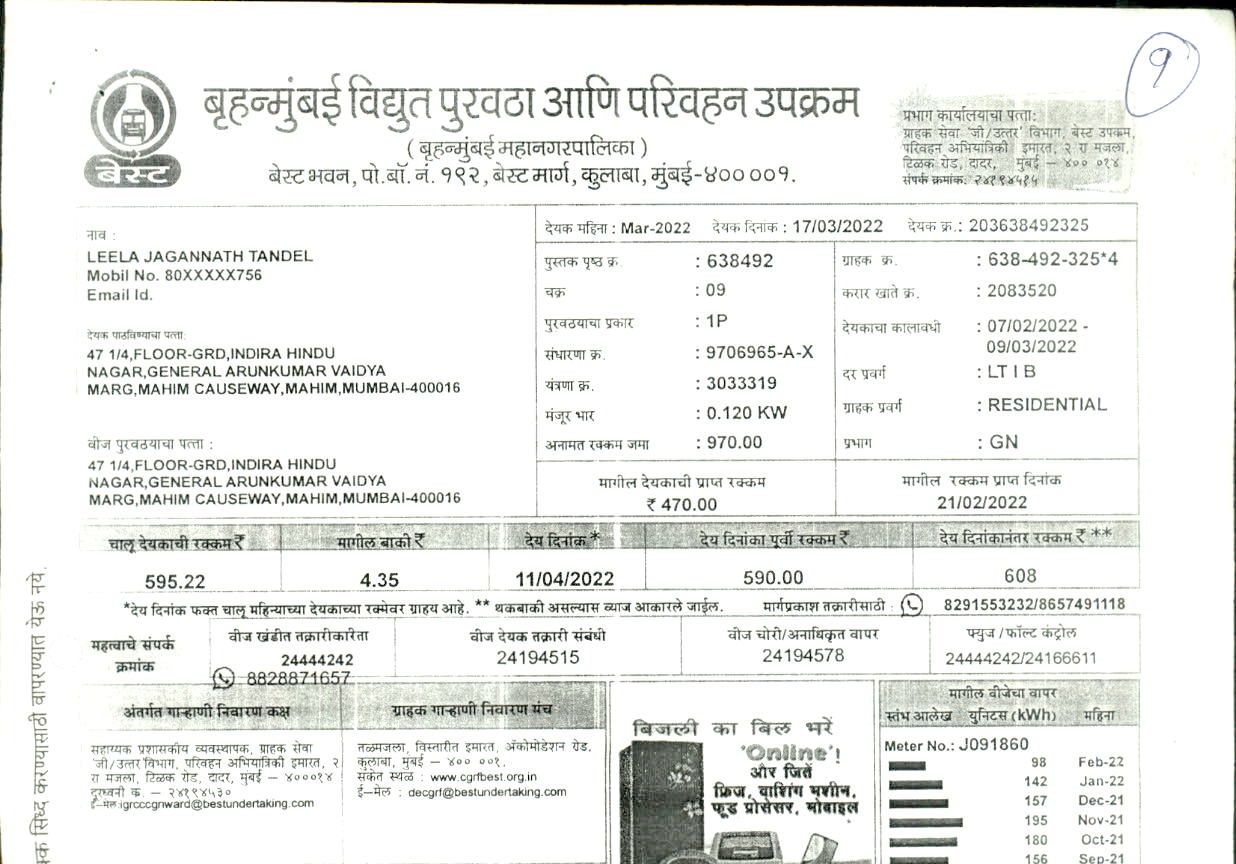 9
बृहन्मुंबई विद्युत पुरवठा आणि परिवहन उपक्रम
( बृहन्मुंबई महानगरपालिका )
बेस्ट भवन, पो.बॉ. नं. १९२, बेस्ट मार्ग, कुलाबा, मुंबई-४०० ००१.
बेस्ट
प्रभाग कार्यालयाचा पत्ता:
ग्राहक सेवा 'जी/उत्तर' विभाग, बेस्ट उपक्रम,
परिवहन अभियांत्रिकी इमारत, २ रा मजला,
टिळक रोड, दादर, मुंबई – ४०० ०१४
संपर्क क्रमांक: २४१९४५१५
नाव :
LEELA JAGANNATH TANDEL
Mobil No. 80XXXXX756
Email Id.
देयक पाठविण्याचा पत्ता:
47 1/4,FLOOR-GRD,INDIRA HINDU
NAGAR,GENERAL ARUNKUMAR VAIDYA
MARG,MAHIM CAUSEWAY,MAHIM,MUMBAI-400016
वीज पुरवठयाचा पत्ता :
47 1/4,FLOOR-GRD,INDIRA HINDU
NAGAR,GENERAL ARUNKUMAR VAIDYA
MARG,MAHIM CAUSEWAY,MAHIM,MUMBAI-400016
देयक महिना : Mar-2022 देयक दिनांक : 17/03/2022 देयक क्र.: 203638492325
पुस्तक पृष्ठ क्र. : 638492
चक्र : 09
पुरवठयाचा प्रकार : 1P
संधारणा क्र. : 9706965-A-X
यंत्रणा क्र. : 3033319
मंजूर भार : 0.120 KW
अनामत रक्कम जमा : 970.00
ग्राहक क्र. : 638-492-325*4
करार खाते क्र. : 2083520
देयकाचा कालावधी : 07/02/2022 -
09/03/2022
दर प्रवर्ग : LT I B
ग्राहक प्रवर्ग : RESIDENTIAL
प्रभाग : GN
मागील देयकाची प्राप्त रक्कम
₹ 470.00
मागील रक्कम प्राप्त दिनांक
21/02/2022
चालू देयकाची रक्कम ₹ मागील बाकी ₹ देय दिनांक * देय दिनांका पूर्वी रक्कम ₹ देय दिनांकानंतर रक्कम ₹ **
595.22 4.35 11/04/2022 590.00 608
*देय दिनांक फक्त चालू महिन्याच्या देयकाच्या रक्मेवर ग्राहय आहे. ** थकबाकी असल्यास व्याज आकारले जाईल. मार्गप्रकाश तक्रारीसाठी : 8291553232/8657491118
महत्वाचे संपर्क
क्रमांक
वीज खंडीत तक्रारीकारिता
24444242
8828871657
वीज देयक तक्रारी संबंधी
24194515
वीज चोरी/अनाधिकृत वापर
24194578
फ्युज / फॉल्ट कंट्रोल
24444242/24166611
अंतर्गत गाऱ्हाणी निवारण कक्ष
सहाय्यक प्रशासकीय व्यवस्थापक, ग्राहक सेवा
'जी/उत्तर' विभाग, परिवहन अभियात्रिकी इमारत, २
रा मजला, टिळक रोड, दादर, मुंबई – ४०००१४
दुरध्वनी क. – २४१९४५३०
ई-मेल:igrcccgnward@bestundertaking.com
ग्राहक गाऱ्हाणी निवारण मंच
तळमजला, विस्तारीत इमारत, अ‍ॅकोमोडेशन रोड,
कुलाबा, मुंबई – ४०० ००१.
संकेत स्थळ : www.cgrfbest.org.in
ई–मेल : decgrf@bestundertaking.com
बिजली का बिल भरें
'Online'!
और जितें
फ्रिज, वाशिंग मशीन,
फूड प्रोसेसर, मोबाइल
मागील वीजेचा वापर
स्तंभ आलेख युनिटस (kWh) महिना
Meter No.: J091860
98 Feb-22
142 Jan-22
157 Dec-21
195 Nov-21
180 Oct-21
156 Sep-21
सिध्द करण्यासाठी वापरण्यात येऊ नये.